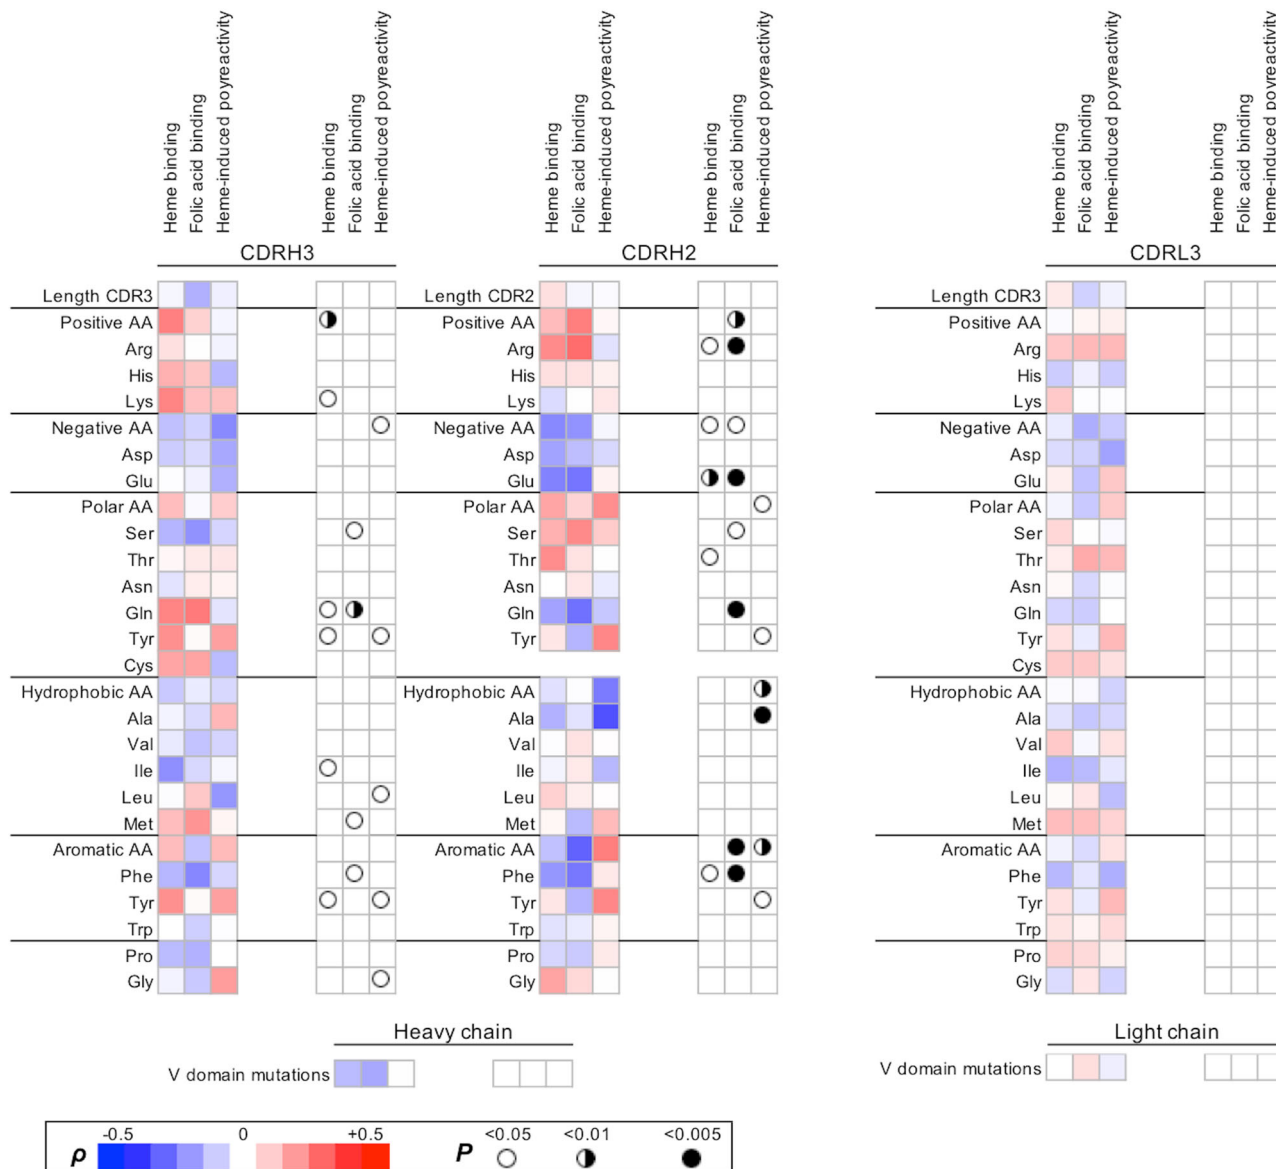 Heme binding
Folic acid binding
Heme-induced poyreactivity
Heme binding
Folic acid binding
Heme-induced poyreactivity
Heme binding
Folic acid binding
Heme-induced poyreactivity
Heme binding
Folic acid binding
Heme-induced poyreactivity
Heme binding
Folic acid binding
Heme-induced poyreactivity
Heme binding
Folic acid binding
Heme-induced povreactivity
CDRH3
CDRH2
CDRL3
Length CDR3
Length CDR2
Length CDR3
Positive AA
Positive AA
Positive AA
Arg
Arg
Arg
His
His
His
Lys
Lys
Lys
Negative AA
Negative AA
Negative AA
Asp
Asp
Asp
Glu
Glu
Glu
Polar AA
Polar AA
Polar AA
Ser
Ser
Ser
Thr
Thr
Thr
Asn
Asn
Asn
Gln
Gln
Gln
Tyr
Tyr
Tyr
Cys
Cys
Hydrophobic AA
Hydrophobic AA
Hydrophobic AA
Ala
Ala
Ala
Val
Val
Val
Ile
Ile
Ile
Leu
Leu
Leu
Met
Met
Met
Aromatic AA
Aromatic AA
Aromatic AA
Phe
Phe
Phe
Tyr
Tyr
Tyr
Trp
Trp
Trp
Pro
Pro
Pro
Gly
Gly
Gly
Heavy chain
Light chain
V domain mutations
V domain mutations
-0.5 0 +0.5
<0.05 <0.01 <0.005
ρ
P